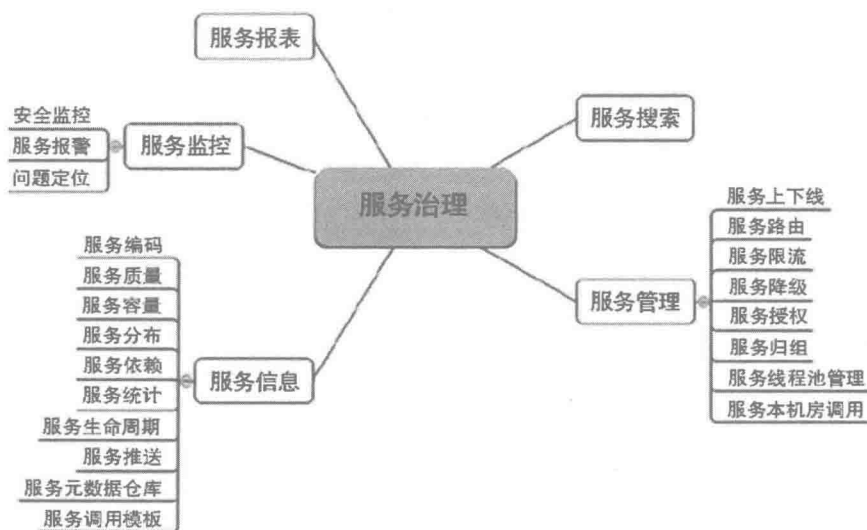 服务报表
服务搜索
安全监控
服务报警
问题定位
服务监控
服务治理
服务编码
服务质量
服务容量
服务分布
服务依赖
服务统计
服务生命周期
服务推送
服务元数据仓库
服务调用模板
服务信息
服务管理
服务上下线
服务路由
服务限流
服务降级
服务授权
服务归组
服务线程池管理
服务本机房调用